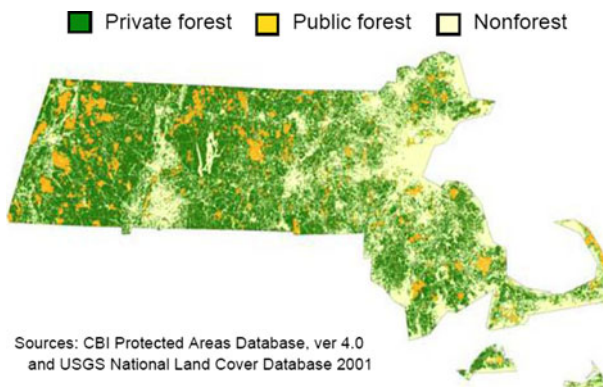 Private forest Public forest Nonforest
Sources: CBI Protected Areas Database, ver 4.0
and USGS National Land Cover Database 2001